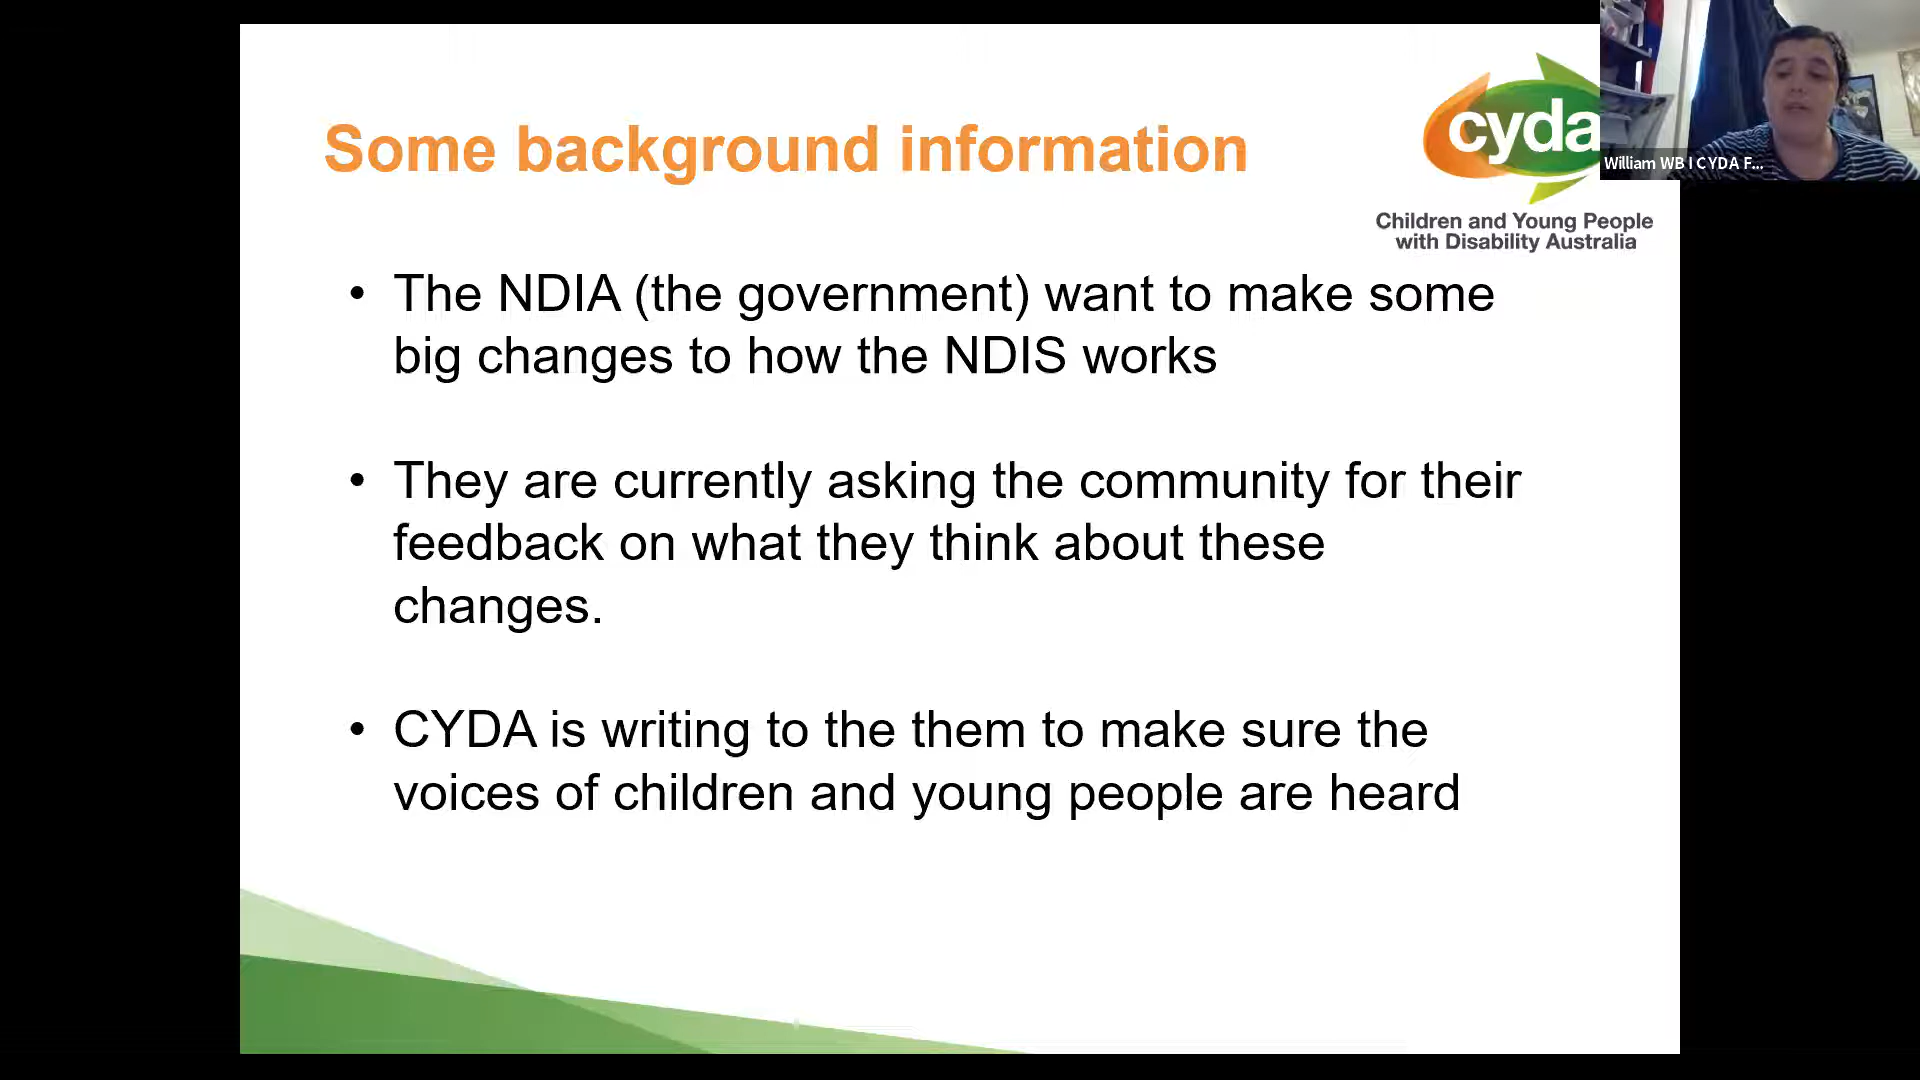 Some background information
cyda
Children and Young People
with Disability Australia
William WB I CYDA F...
• The NDIA (the government) want to make some
big changes to how the NDIS works
• They are currently asking the community for their
feedback on what they think about these
changes.
• CYDA is writing to the them to make sure the
voices of children and young people are heard